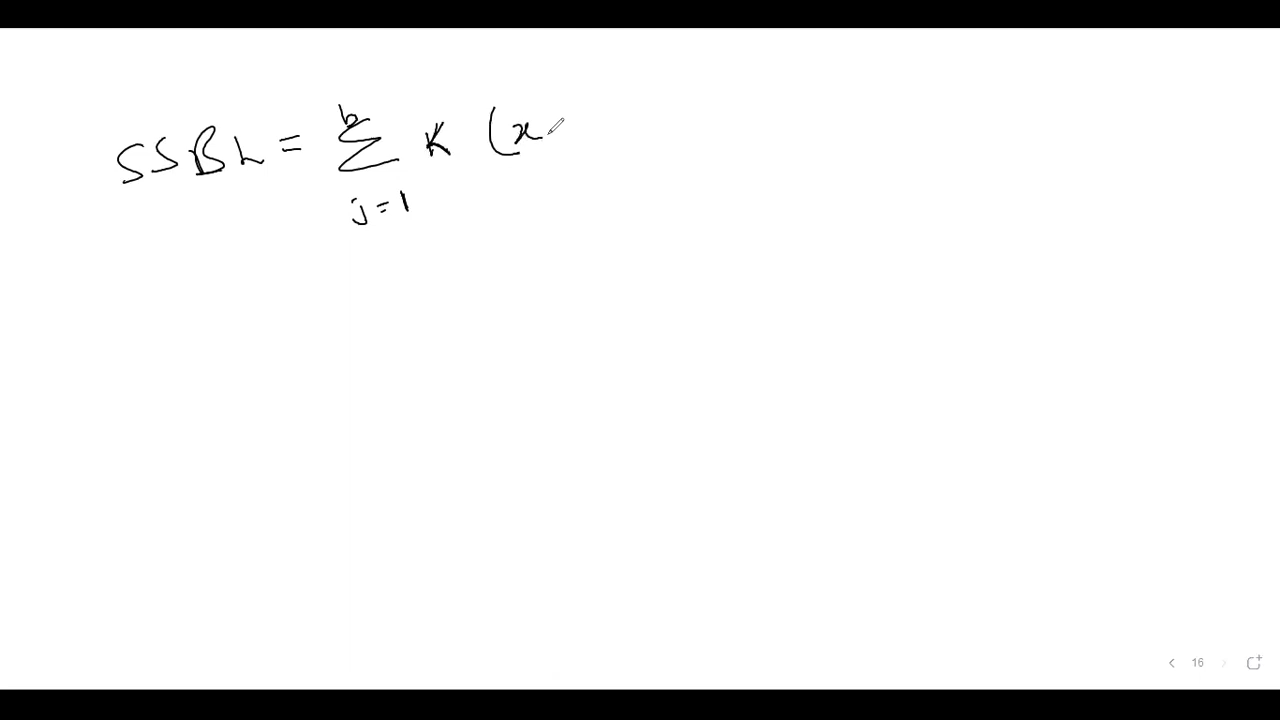 SSBL = b∑j=1 K (x
16